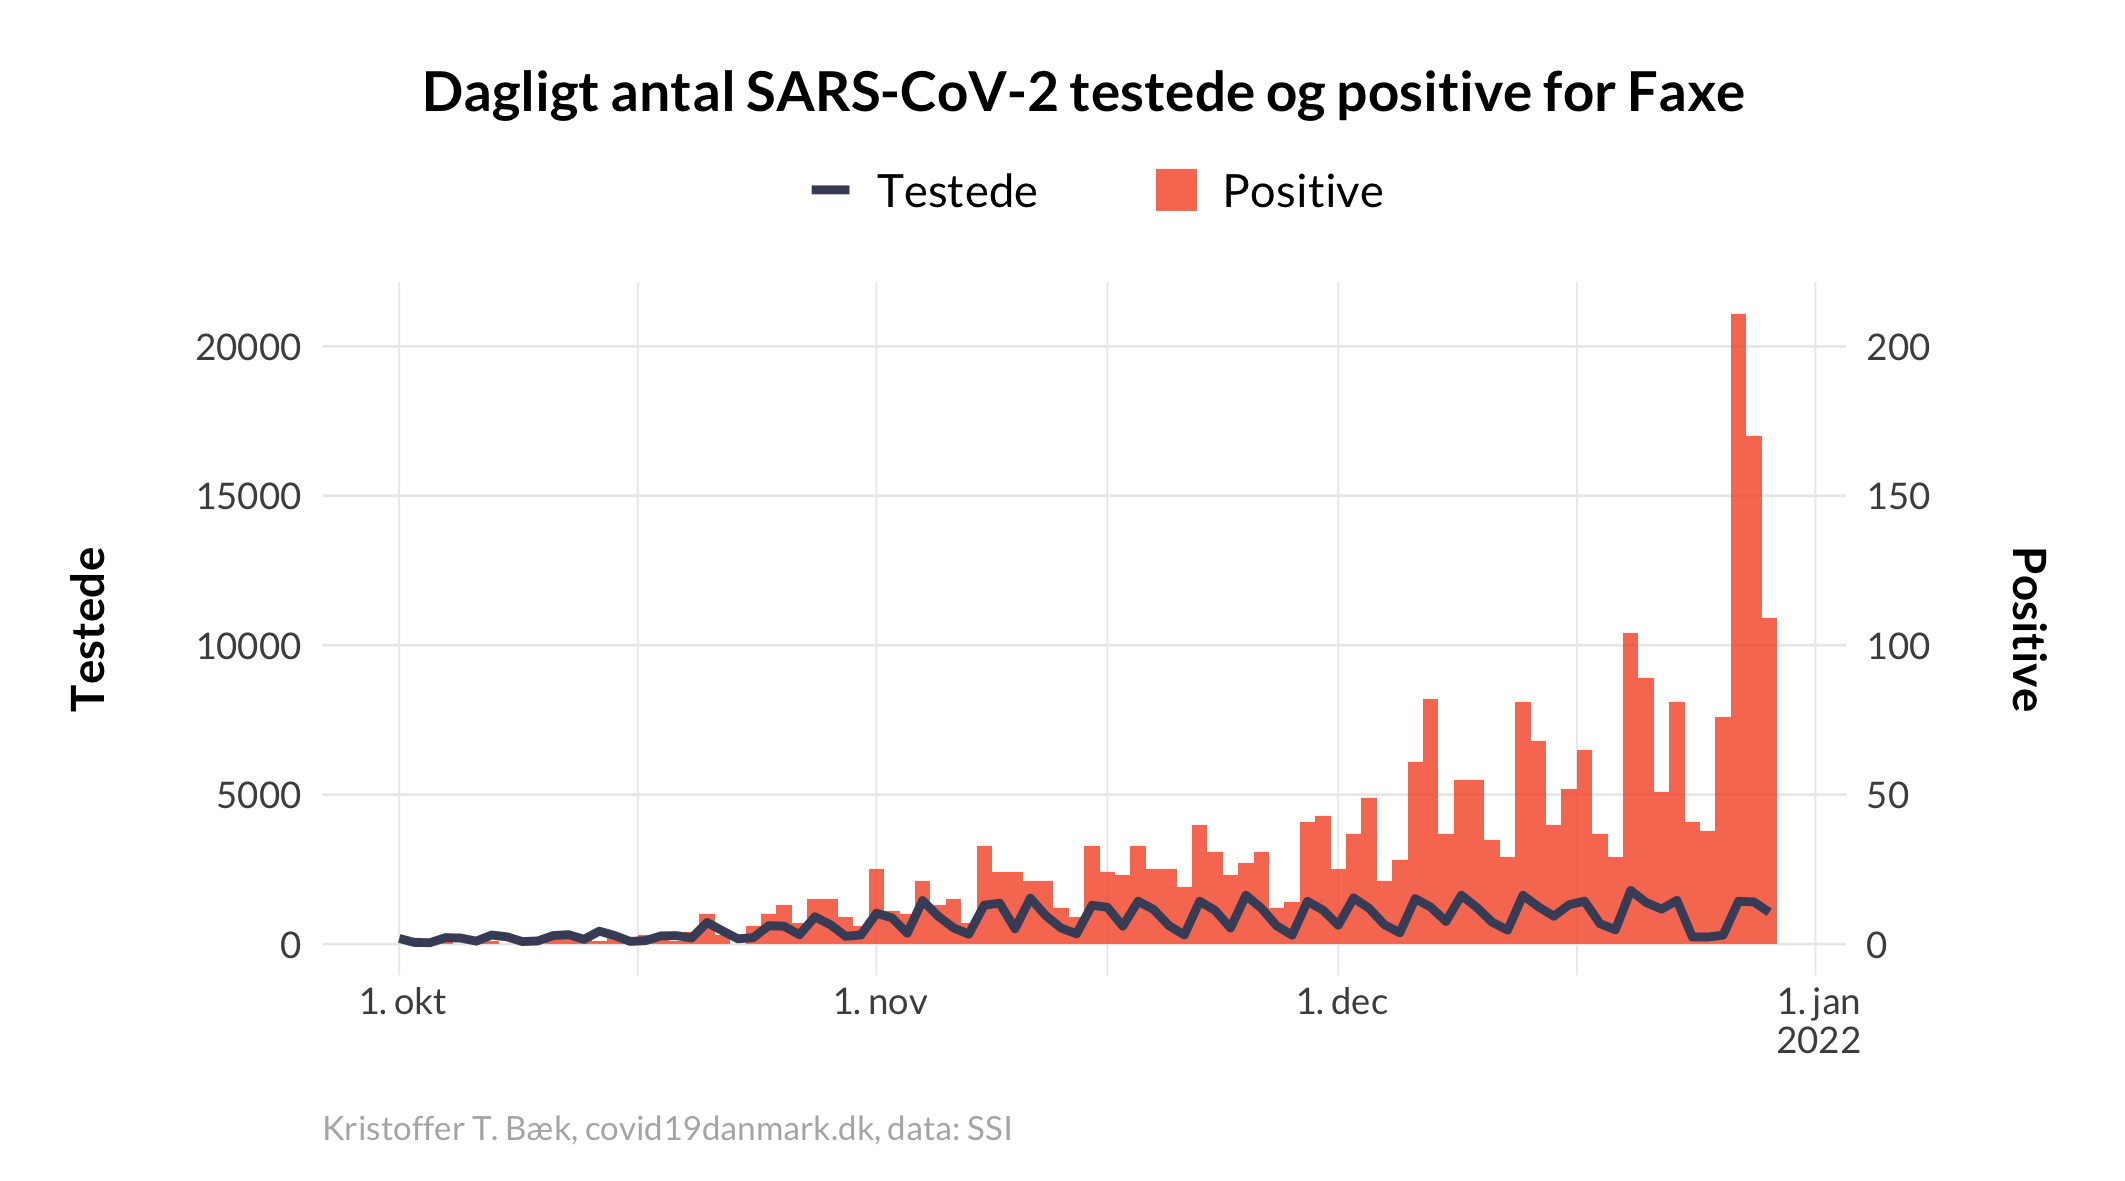 Dagligt antal SARS-CoV-2 testede og positive for Faxe
Testede
Positive
20000
15000
10000
5000
0
Testede
200
150
100
50
0
Positive
1. okt
1. nov
1. dec
1. jan
2022
Kristoffer T. Bæk, covid19danmark.dk, data: SSI